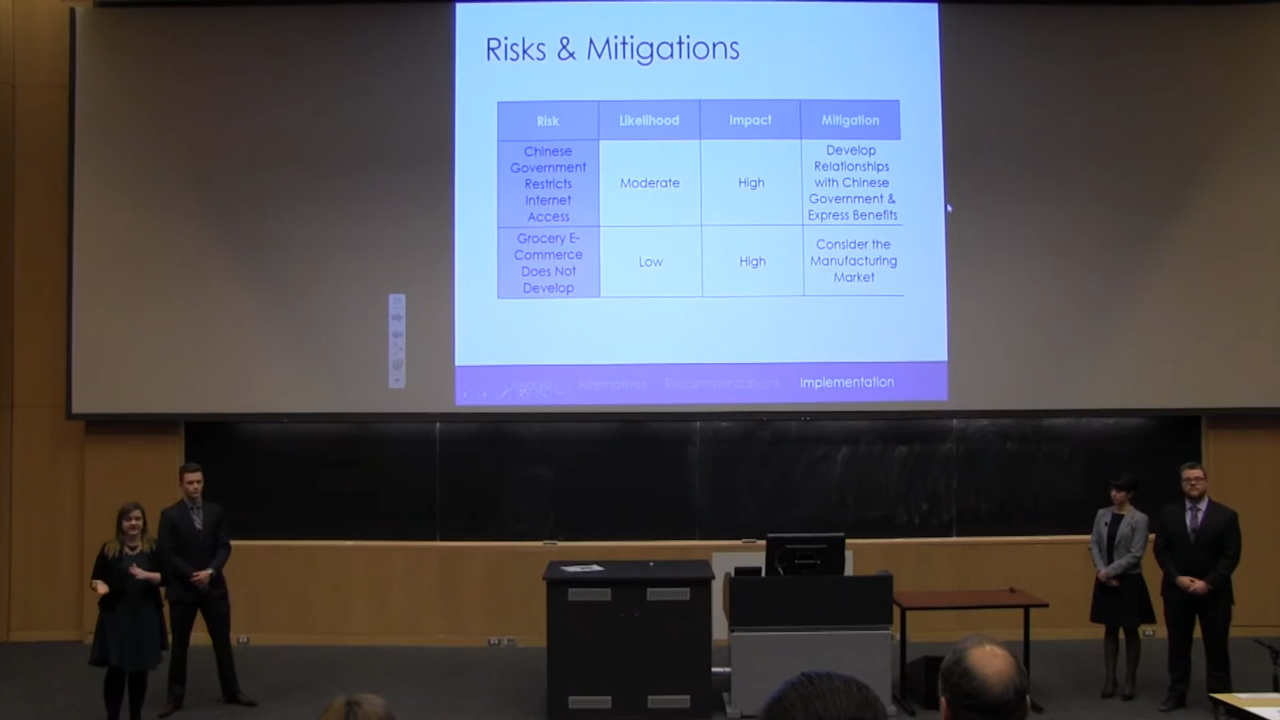 Risks & Mitigations
Risk Likelihood Impact Mitigation
Chinese
Government
Restricts
Internet
Access
Moderate
High
Develop
Relationships
with Chinese
Government &
Express Benefits
Grocery E-
Commerce
Does Not
Develop
Low
High
Consider the
Manufacturing
Market
Alternatives Recommendations Implementation